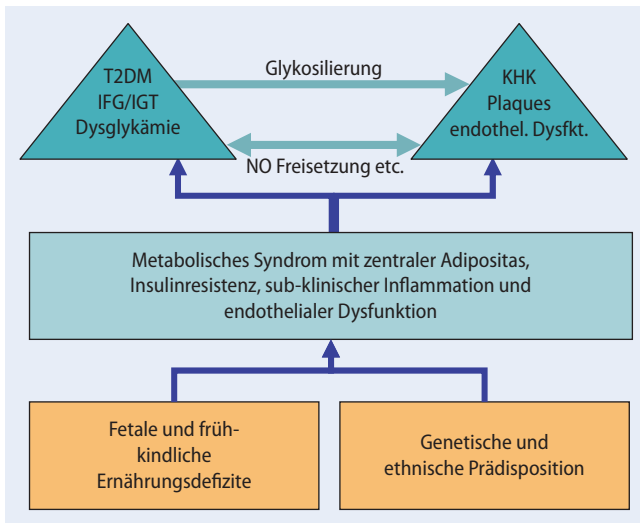 T2DM
IFG/IGT
Dysglykämie
Glykosilierung
KHK
Plaques
endothel. Dysfkt.
NO Freisetzung etc.
Metabolisches Syndrom mit zentraler Adipositas,
Insulinresistenz, sub-klinischer Inflammation und
endothelialer Dysfunktion
Fetale und früh-
kindliche
Ernährungsdefizite
Genetische und
ethnische Prädisposition